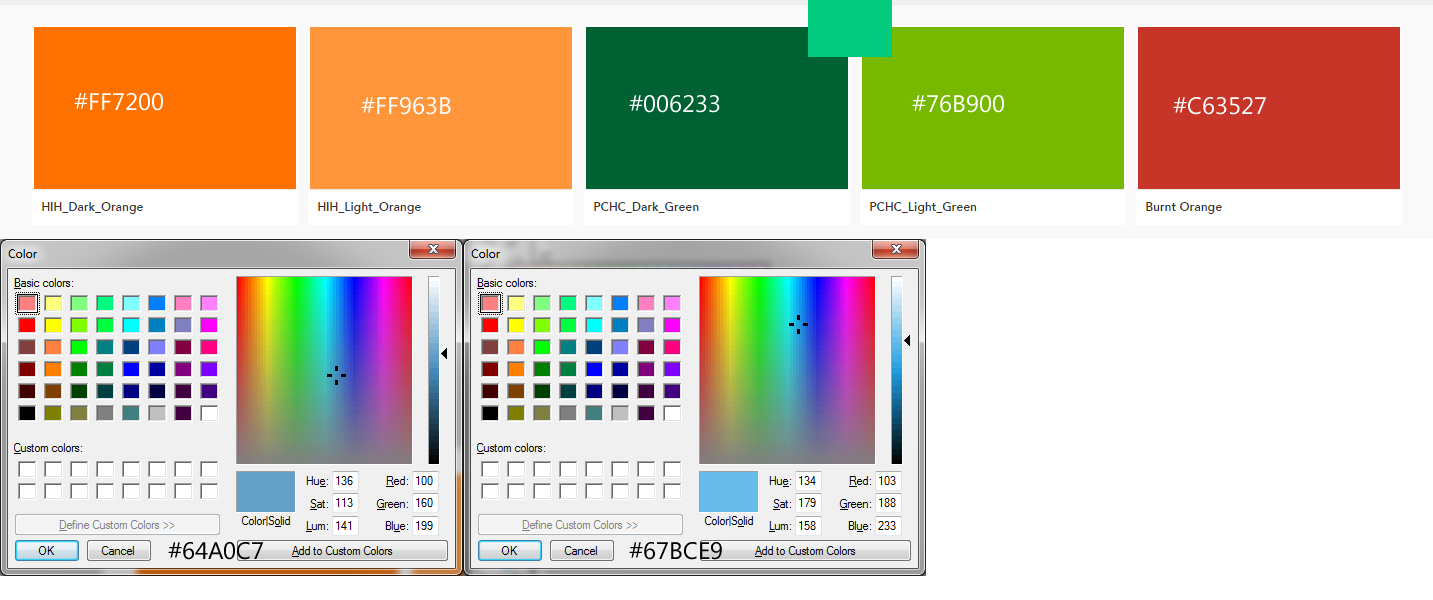 #FF7200
#FF963B
#006233
#76B900
#C63527
HIH_Dark_Orange
HIH_Light_Orange
PCHC_Dark_Green
PCHC_Light_Green
Burnt Orange
Color
Basic colors:
Custom colors:
Define Custom Colors >>
OK
Cancel
#64A0C7
Color|Solid
Hue: 136
Sat: 113
Lum: 141
Red: 100
Green: 160
Blue: 199
Add to Custom Colors
Color
Basic colors:
Custom colors:
Define Custom Colors >>
OK
Cancel
#67BCE9
Color|Solid
Hue: 134
Sat: 179
Lum: 158
Red: 103
Green: 188
Blue: 233
Add to Custom Colors